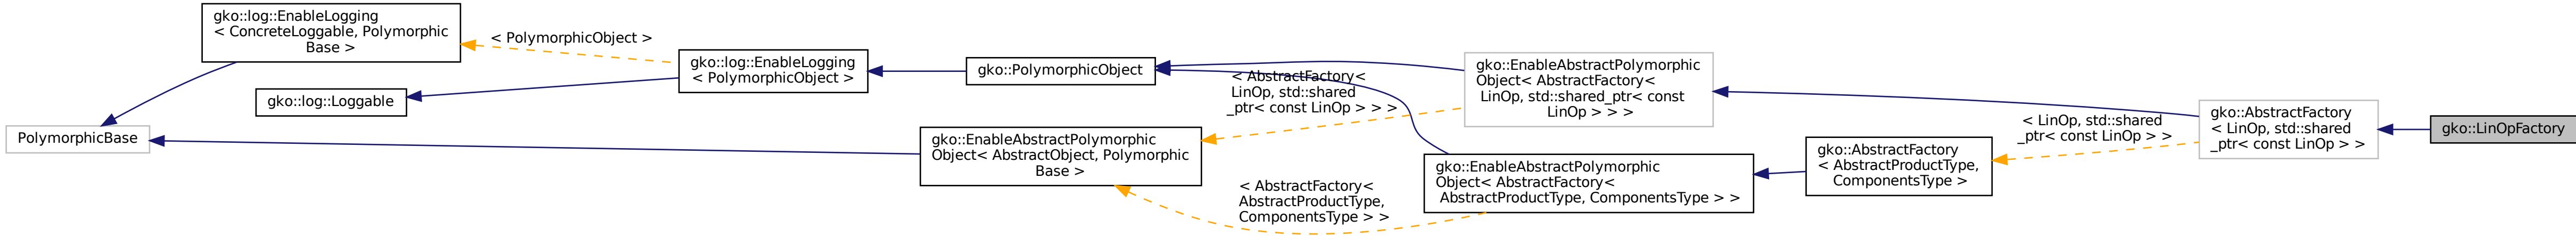 gko::log::EnableLogging
< ConcreteLoggable, Polymorphic
Base >
< PolymorphicObject >
gko::log::EnableLogging
< PolymorphicObject >
gko::log::Loggable
PolymorphicBase
gko::PolymorphicObject
< AbstractFactory<
LinOp, std::shared
_ptr< const LinOp > > >
gko::EnableAbstractPolymorphic
Object< AbstractObject, Polymorphic
Base >
gko::EnableAbstractPolymorphic
Object< AbstractFactory<
LinOp, std::shared_ptr< const
LinOp > > >
< AbstractFactory<
AbstractProductType,
ComponentsType > >
gko::EnableAbstractPolymorphic
Object< AbstractFactory<
AbstractProductType, ComponentsType > >
gko::AbstractFactory
< AbstractProductType,
ComponentsType >
< LinOp, std::shared
_ptr< const LinOp > >
gko::AbstractFactory
< LinOp, std::shared
_ptr< const LinOp > >
gko::LinOpFactory